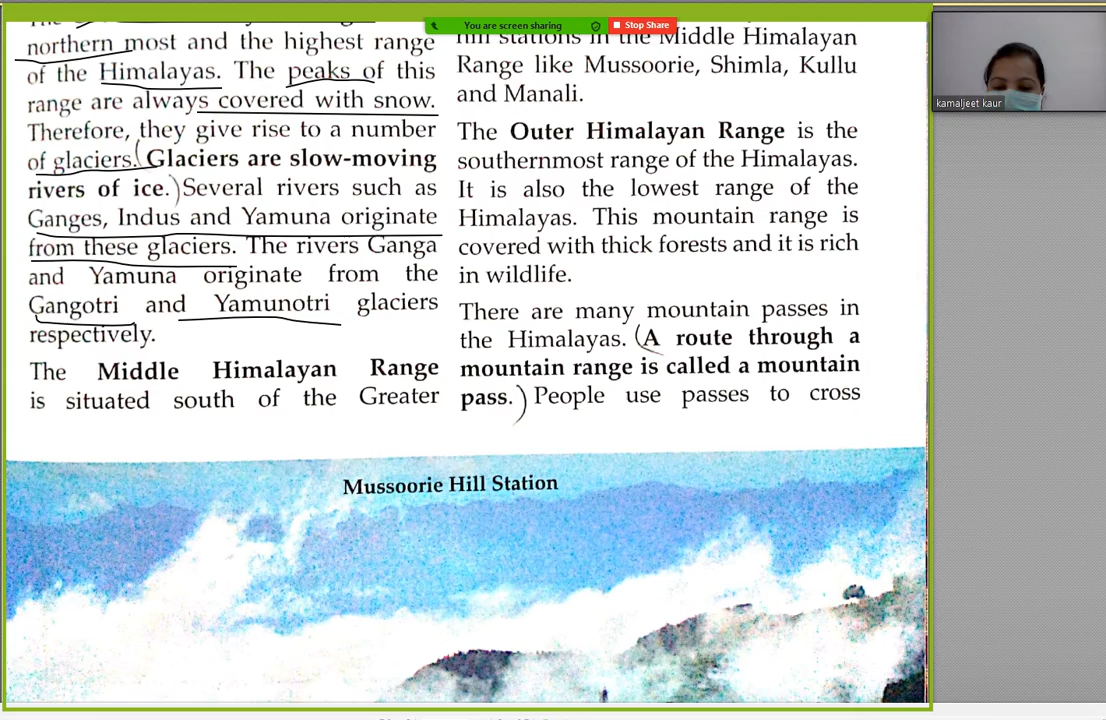 You are screen sharing
Stop Share
kamaljeet kaur
northern most and the highest range
of the Himalayas. The peaks of this
range are always covered with snow.
Therefore, they give rise to a number
of glaciers. (Glaciers are slow-moving
rivers of ice.) Several rivers such as
Ganges, Indus and Yamuna originate
from these glaciers. The rivers Ganga
and Yamuna originate from the
Gangotri and Yamunotri glaciers
respectively.
The Middle Himalayan Range
is situated south of the Greater
hill stations in the Middle Himalayan
Range like Mussoorie, Shimla, Kullu
and Manali.
The Outer Himalayan Range is the
southernmost range of the Himalayas.
It is also the lowest range of the
Himalayas. This mountain range is
covered with thick forests and it is rich
in wildlife.
There are many mountain passes in
the Himalayas. (A route through a
mountain range is called a mountain
pass.) People use passes to cross
Mussoorie Hill Station